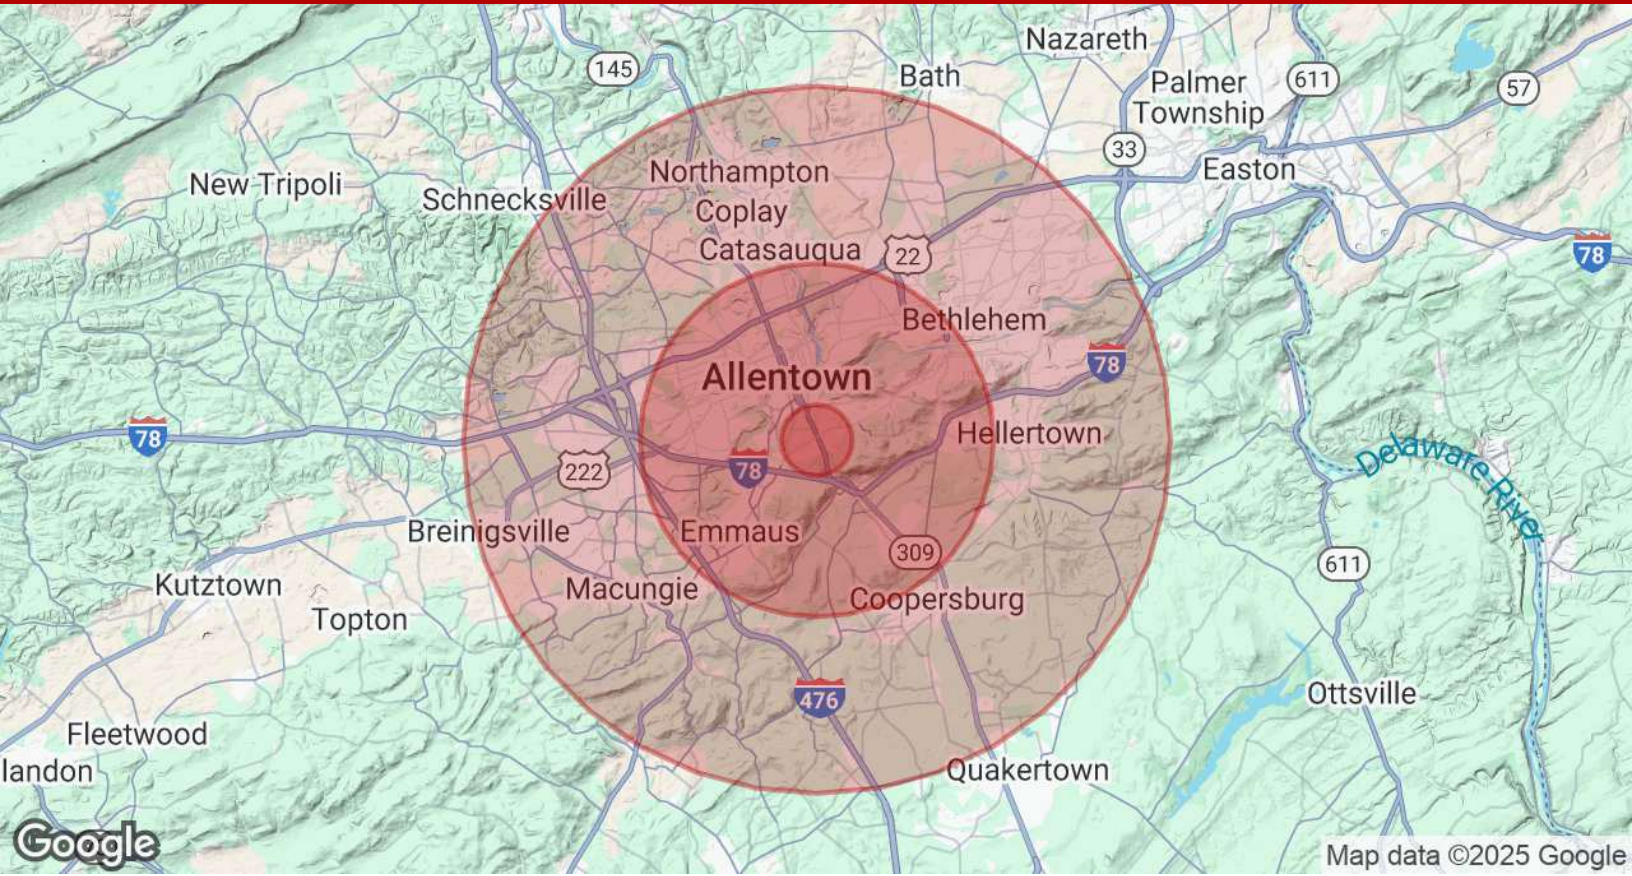 Nazareth
145
Bath
Palmer
Township
611
57
33
Easton
Northampton
New Tripoli
Schnecksville
Coplay
Catasauqua
22
78
Bethlehem
78
Allentown
78
Hellertown
222
78
Delaware River
Breinigsville
Emmaus
309
611
Kutztown
Macungie
Coopersburg
Topton
476
Ottsville
Fleetwood
landon
Quakertown
Google
Map data ©2025 Google